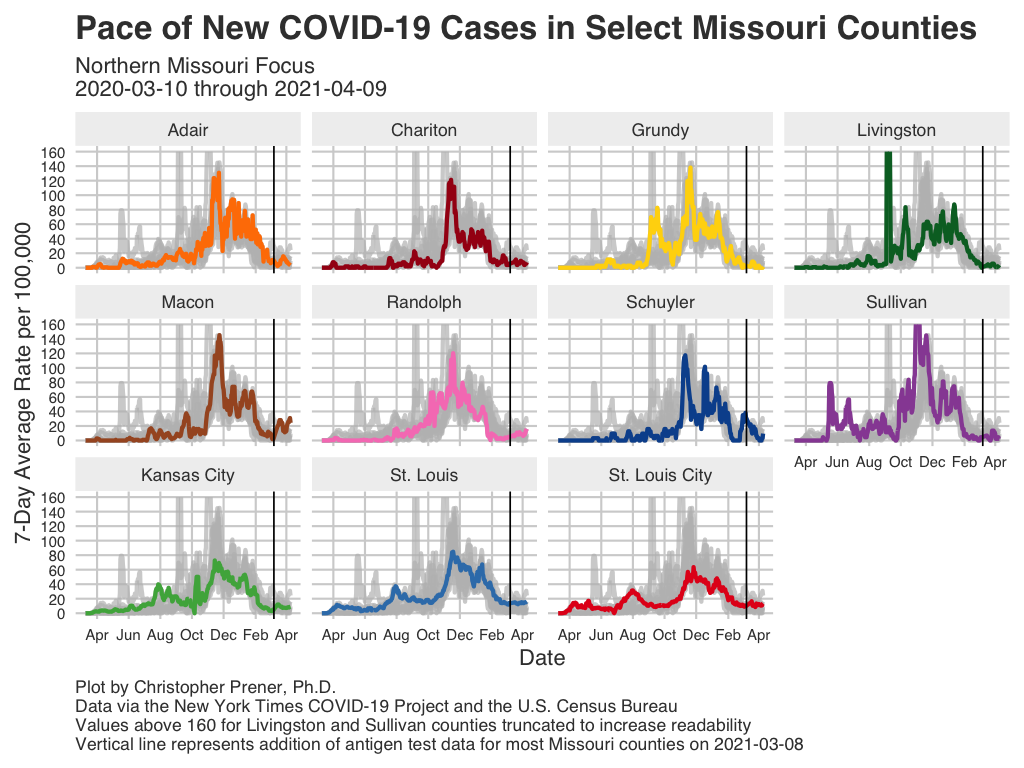 Pace of New COVID-19 Cases in Select Missouri Counties
Northern Missouri Focus
2020-03-10 through 2021-04-09
7-Day Average Rate per 100,000
Adair
Chariton
Grundy
Livingston
160
140
120
100
80
60
40
20
0
Macon
Randolph
Schuyler
Sullivan
160
140
120
100
80
60
40
20
0
Apr Jun Aug Oct Dec Feb Apr
Kansas City
St. Louis
St. Louis City
160
140
120
100
80
60
40
20
0
Apr Jun Aug Oct Dec Feb Apr
Apr Jun Aug Oct Dec Feb Apr
Apr Jun Aug Oct Dec Feb Apr
Date
Plot by Christopher Prener, Ph.D.
Data via the New York Times COVID-19 Project and the U.S. Census Bureau
Values above 160 for Livingston and Sullivan counties truncated to increase readability
Vertical line represents addition of antigen test data for most Missouri counties on 2021-03-08